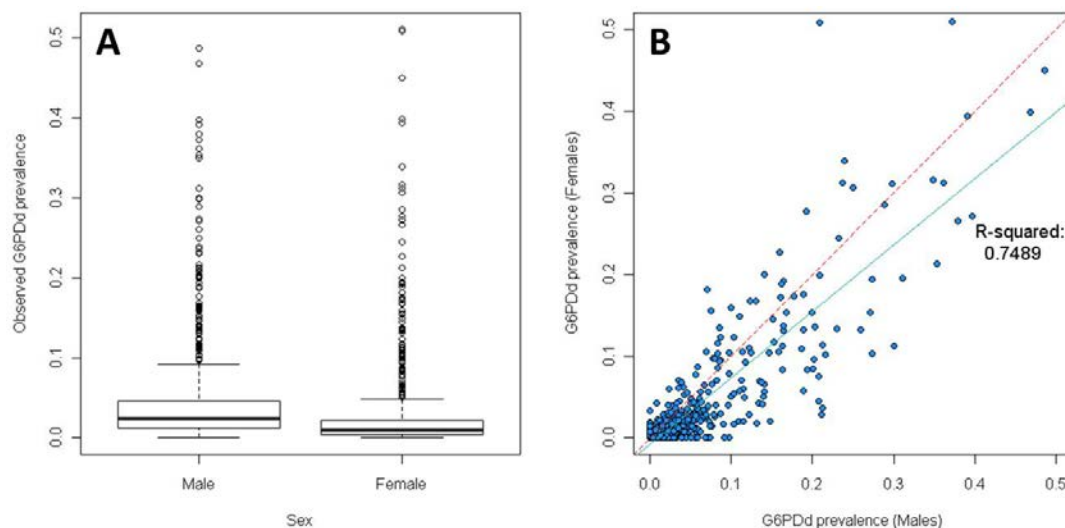 A
Observed G6PDd prevalence
0.5
0.4
0.3
0.2
0.1
0.0
Male
Female
Sex
B
G6PDd prevalence (Females)
0.5
0.4
0.3
0.2
0.1
0.0
R-squared:
0.7489
0.0
0.1
0.2
0.3
0.4
0.5
G6PDd prevalence (Males)